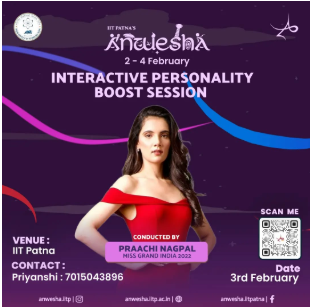 IIT PATNA'S
anwesha
2 - 4 February
INTERACTIVE PERSONALITY
BOOST SESSION
CONDUCTED BY
PRAACHI NAGPAL
MISS GRAND INDIA 2022
SCAN ME
VENUE :
IIT Patna
CONTACT :
Priyanshi : 7015043896
Date
3rd February
anwesha.iitp |
anwesha.iitp.ac.in |
anwesha.iitpatna |